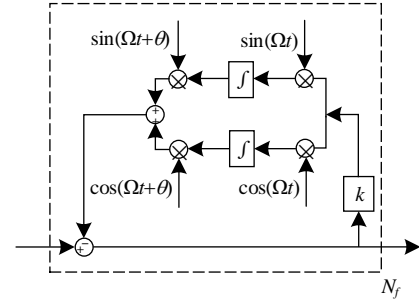 sin(Ωt+θ) sin(Ωt)
∫
+
+
∫
cos(Ωt+θ) cos(Ωt)
k
−
N_f